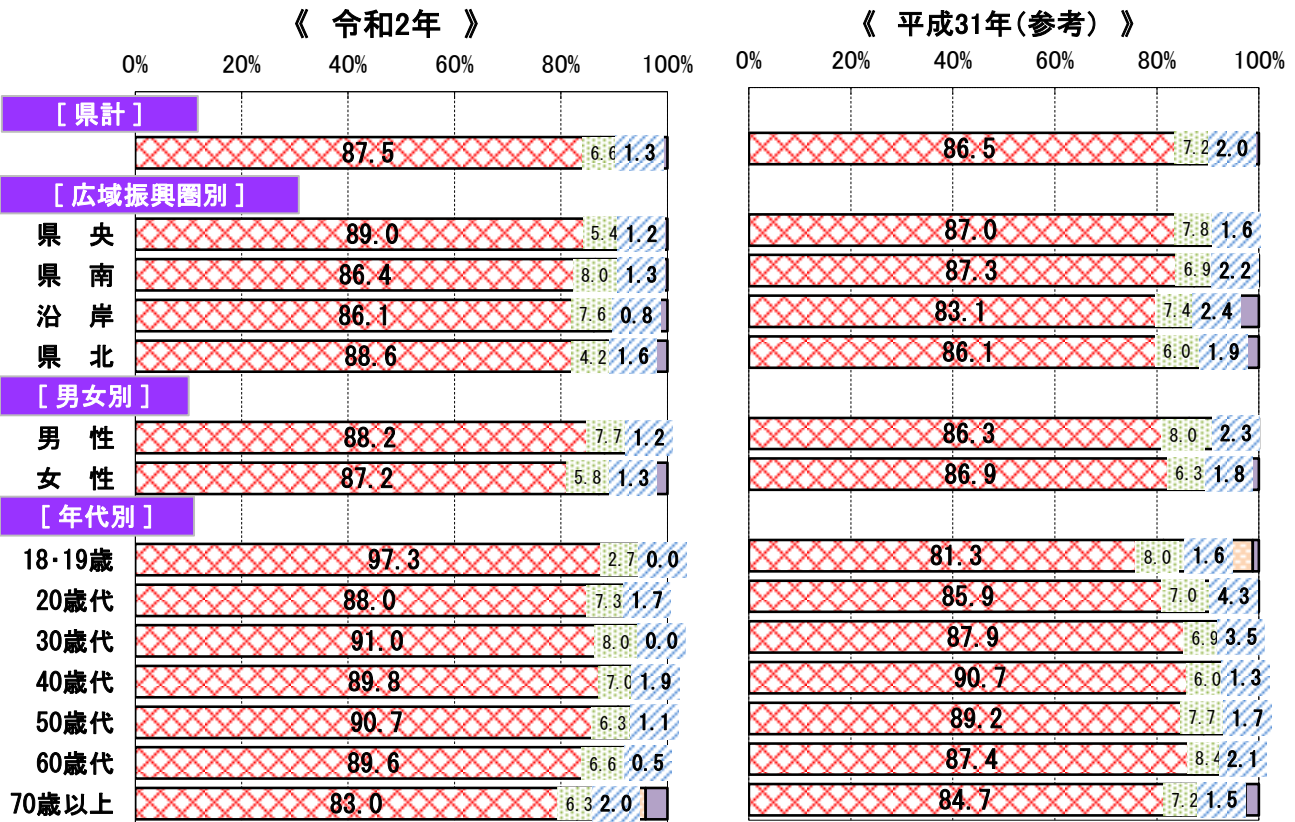 《 令和2年 》 《 平成31年(参考) 》
0% 20% 40% 60% 80% 100% 0% 20% 40% 60% 80% 100%
[ 県計 ]
87.5 6.6 1.3 86.5 7.2 2.0
[ 広域振興圏別 ]
県 央 89.0 5.4 1.2 87.0 7.8 1.6
県 南 86.4 8.0 1.3 87.3 6.9 2.2
沿 岸 86.1 7.6 0.8 83.1 7.4 2.4
県 北 88.6 4.2 1.6 86.1 6.0 1.9
[ 男女別 ]
男 性 88.2 7.7 1.2 86.3 8.0 2.3
女 性 87.2 5.8 1.3 86.9 6.3 1.8
[ 年代別 ]
18・19歳 97.3 2.7 0.0 81.3 8.0 1.6
20歳代 88.0 7.3 1.7 85.9 7.0 4.3
30歳代 91.0 8.0 0.0 87.9 6.9 3.5
40歳代 89.8 7.0 1.9 90.7 6.0 1.3
50歳代 90.7 6.3 1.1 89.2 7.7 1.7
60歳代 89.6 6.6 0.5 87.4 8.4 2.1
70歳以上 83.0 6.3 2.0 84.7 7.2 1.5